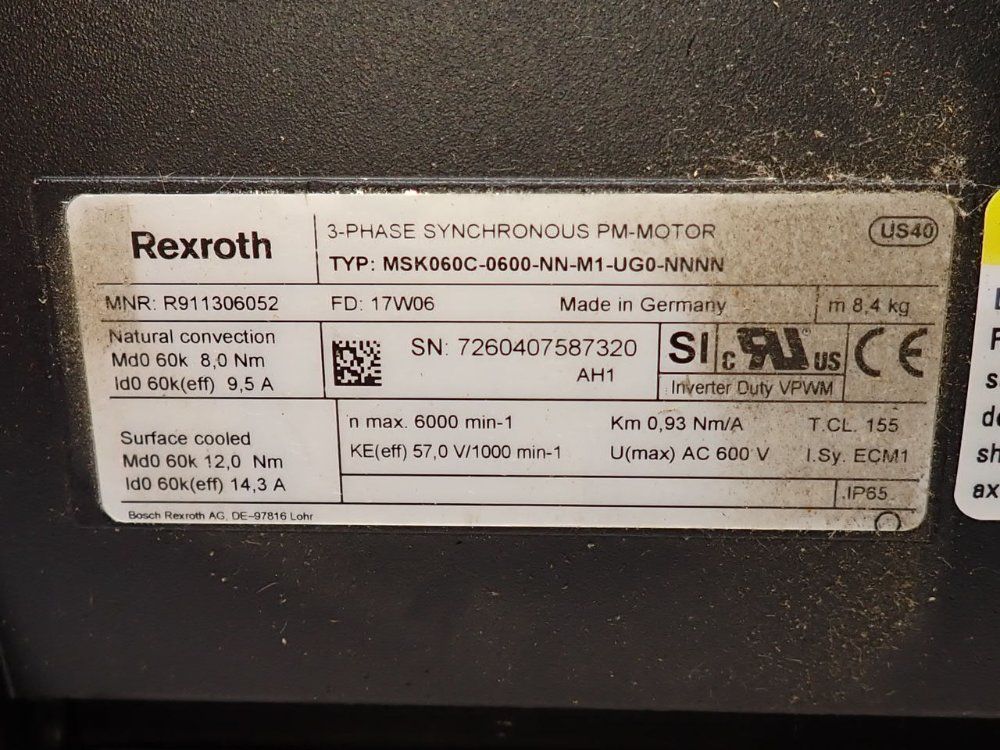 Rexroth
3-PHASE SYNCHRONOUS PM-MOTOR
US40
TYP: MSK060C-0600-NN-M1-UG0-NNNN
MNR: R911306052
FD: 17W06
Made in Germany
m 8,4 kg
Natural convection
Md0 60k 8,0 Nm
Id0 60k(eff) 9,5 A
SN: 7260407587320
AH1
SI
c RU US
CE
Inverter Duty VPWM
Surface cooled
Md0 60k 12,0 Nm
Id0 60k(eff) 14,3 A
n max. 6000 min-1
Km 0,93 Nm/A
T.CL. 155
KE(eff) 57,0 V/1000 min-1
U(max) AC 600 V
I.Sy. ECM1
IP65
Bosch Rexroth AG, DE-97816 Lohr